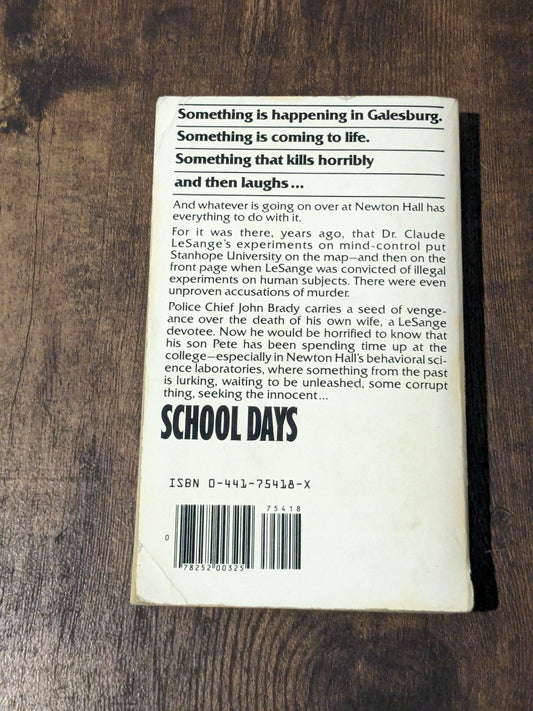 Something is happening in Galesburg.
Something is coming to life.
Something that kills horribly
and then laughs...
And whatever is going on over at Newton Hall has
everything to do with it.
For it was there, years ago, that Dr. Claude
LeSange's experiments on mind-control put
Stanhope University on the map—and then on the
front page when LeSange was convicted of illegal
experiments on human subjects. There were even
unproven accusations of murder.
Police Chief John Brady carries a seed of venge-
ance over the death of his own wife, a LeSange
devotee. Now he would be horrified to know that
his son Pete has been spending time up at the
college—especially in Newton Hall's behavioral sci-
ence laboratories, where something from the past
is lurking, waiting to be unleashed, some corrupt
thing, seeking the innocent...
SCHOOL DAYS
ISBN 0-441-75418-X
75418
0
78252 00325